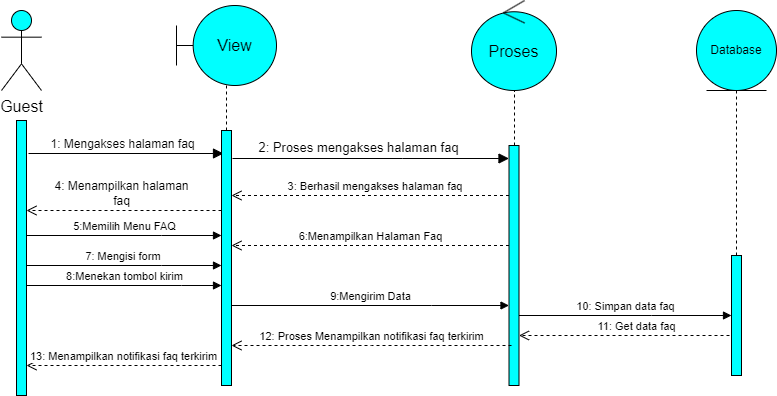 View
Proses
Database
Guest
1: Mengakses halaman faq
2: Proses mengakses halaman faq
3: Berhasil mengakses halaman faq
4: Menampilkan halaman
faq
5:Memilih Menu FAQ
6:Menampilkan Halaman Faq
7: Mengisi form
8:Menekan tombol kirim
9:Mengirim Data
10: Simpan data faq
11: Get data faq
12: Proses Menampilkan notifikasi faq terkirim
13: Menampilkan notifikasi faq terkirim